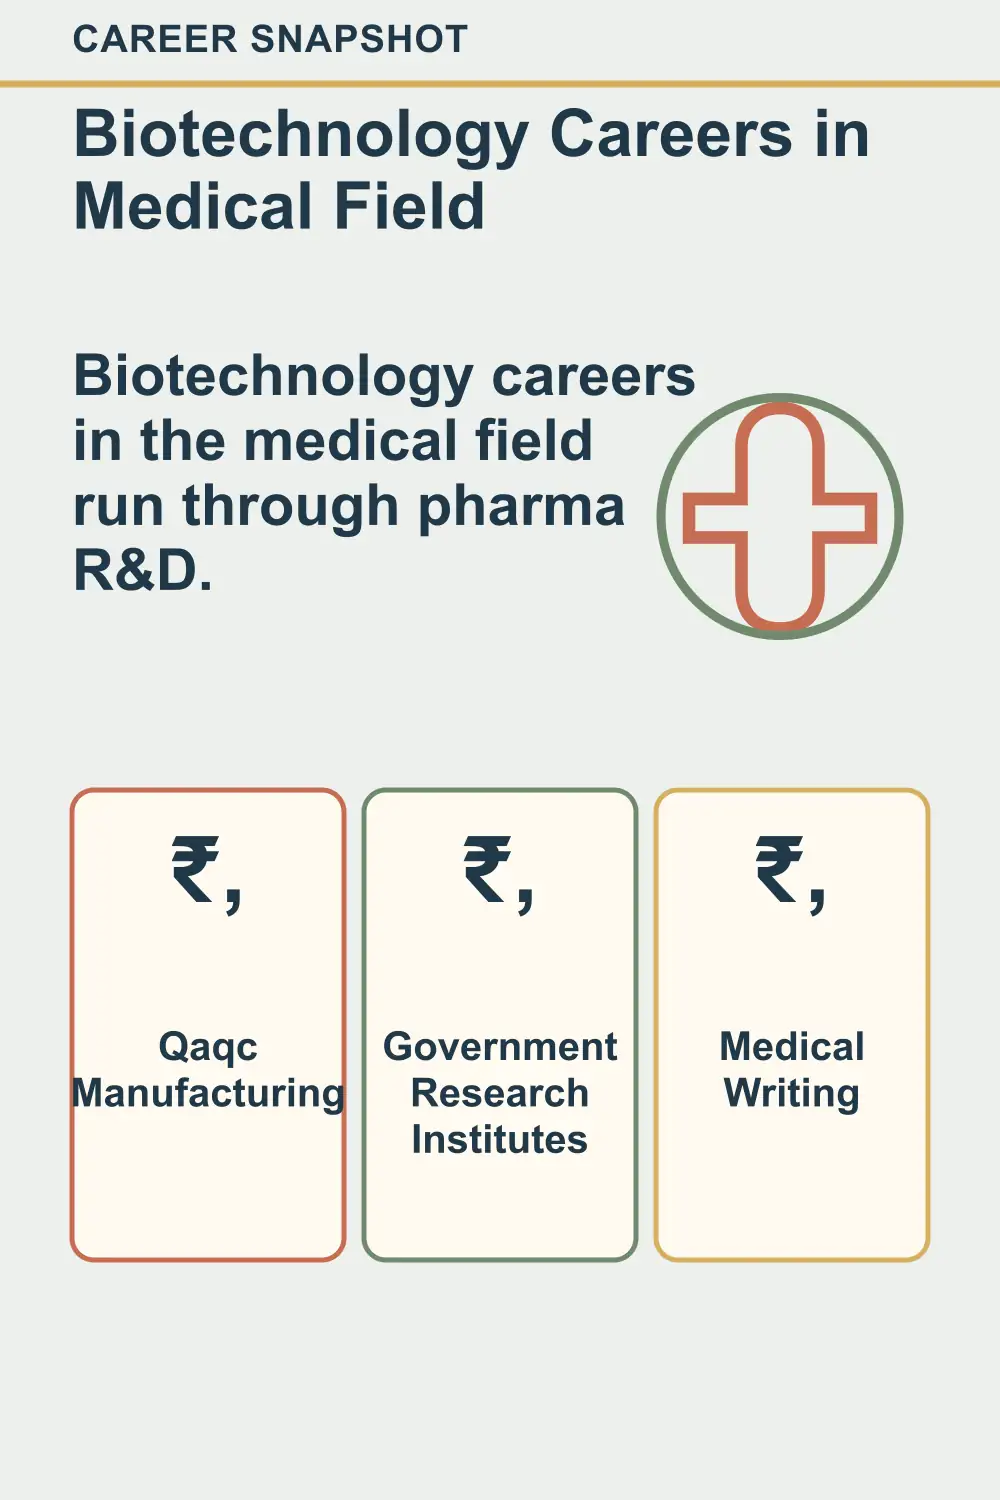 CAREER SNAPSHOT
Biotechnology Careers in
Medical Field
Biotechnology careers
in the medical field
run through pharma
R&D.
₹,
Qaqc
Manufacturing
₹,
Government
Research
Institutes
₹,
Medical
Writing